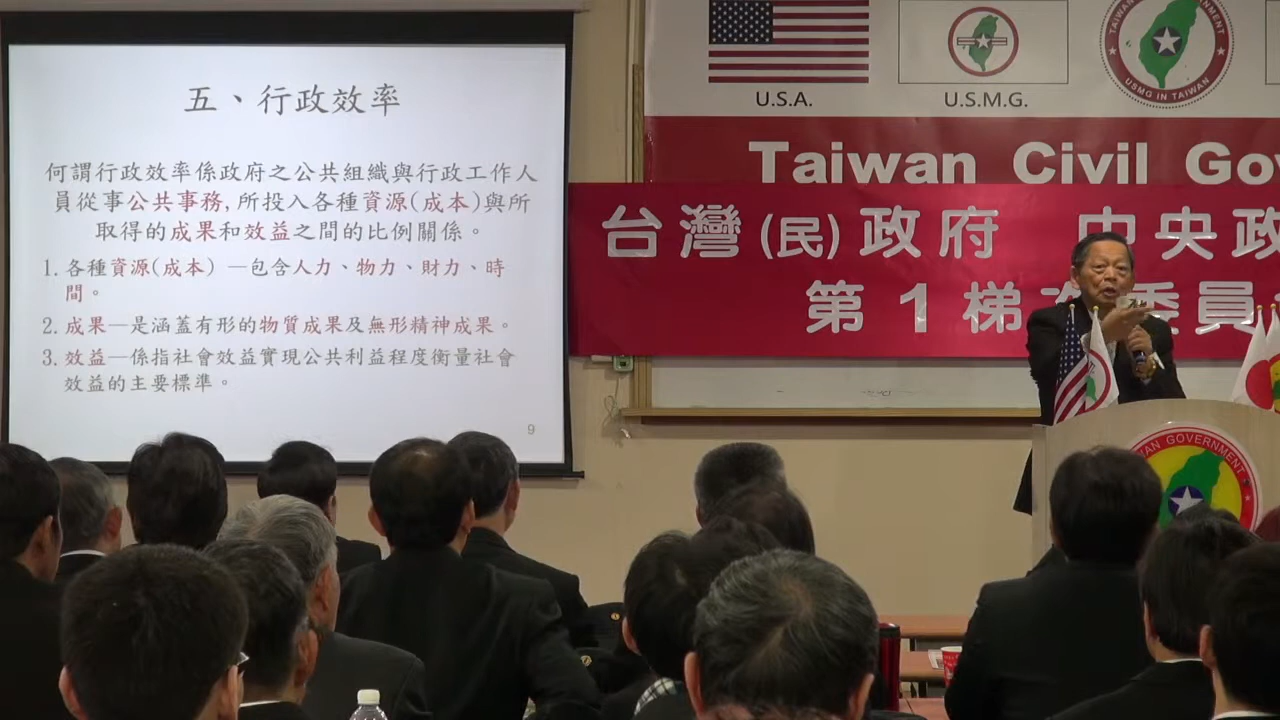 五、行政效率
何謂行政效率係政府之公共組織與行政工作人
員從事公共事務,所投入各種資源(成本)與所
取得的成果和效益之間的比例關係。
1. 各種資源(成本) —包含人力、物力、財力、時
間。
2. 成果—是涵蓋有形的物質成果及無形精神成果。
3. 效益—係指社會效益實現公共利益程度衡量社會
效益的主要標準。
9
U.S.A.
U.S.M.G.
USMG IN TAIWAN
Taiwan Civil Go
台灣(民)政府 中央政
第1梯次 委員
TAIWAN GOVERNMENT